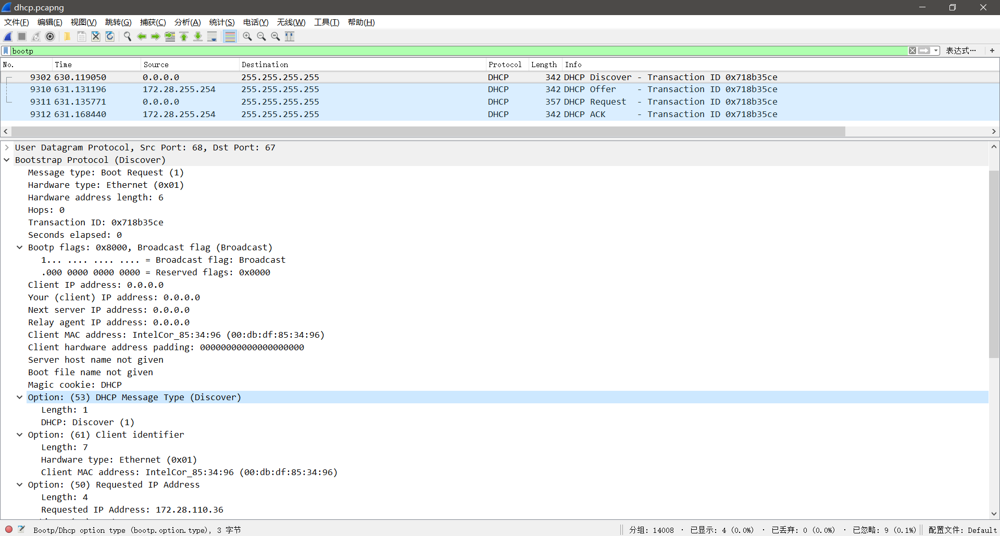 dhcp.pcapng
文件(F) 编辑(E) 视图(V) 跳转(G) 捕获(C) 分析(A) 统计(S) 电话(Y) 无线(W) 工具(T) 帮助(H)
bootp 表达式… +
No. Time Source Destination Protocol Length Info
9302 630.119050 0.0.0.0 255.255.255.255 DHCP 342 DHCP Discover - Transaction ID 0x718b35ce
9310 631.131196 172.28.255.254 255.255.255.255 DHCP 342 DHCP Offer - Transaction ID 0x718b35ce
9311 631.135771 0.0.0.0 255.255.255.255 DHCP 357 DHCP Request - Transaction ID 0x718b35ce
9312 631.168440 172.28.255.254 255.255.255.255 DHCP 342 DHCP ACK - Transaction ID 0x718b35ce
User Datagram Protocol, Src Port: 68, Dst Port: 67
Bootstrap Protocol (Discover)
Message type: Boot Request (1)
Hardware type: Ethernet (0x01)
Hardware address length: 6
Hops: 0
Transaction ID: 0x718b35ce
Seconds elapsed: 0
Bootp flags: 0x8000, Broadcast flag (Broadcast)
1... .... .... .... = Broadcast flag: Broadcast
.000 0000 0000 0000 = Reserved flags: 0x0000
Client IP address: 0.0.0.0
Your (client) IP address: 0.0.0.0
Next server IP address: 0.0.0.0
Relay agent IP address: 0.0.0.0
Client MAC address: IntelCor_85:34:96 (00:db:df:85:34:96)
Client hardware address padding: 00000000000000000000
Server host name not given
Boot file name not given
Magic cookie: DHCP
Option: (53) DHCP Message Type (Discover)
Length: 1
DHCP: Discover (1)
Option: (61) Client identifier
Length: 7
Hardware type: Ethernet (0x01)
Client MAC address: IntelCor_85:34:96 (00:db:df:85:34:96)
Option: (50) Requested IP Address
Length: 4
Requested IP Address: 172.28.110.36
Bootp/Dhcp option type (bootp.option.type), 3 字节 分组: 14008 · 已显示: 4 (0.0%) · 已丢弃: 0 (0.0%) · 已忽略: 9 (0.1%) 配置文件: Default